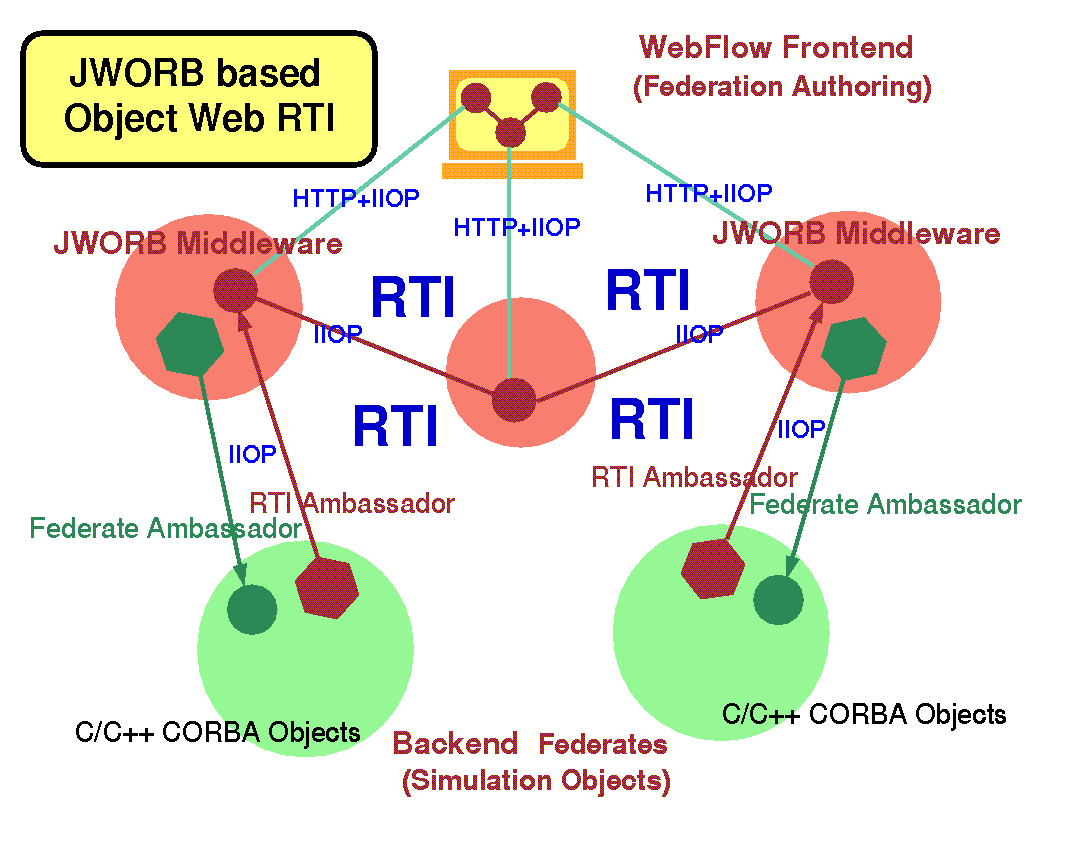 JWORB based
Object Web RTI
WebFlow Frontend
(Federation Authoring)
HTTP+IIOP
HTTP+IIOP
HTTP+IIOP
JWORB Middleware
JWORB Middleware
RTI
RTI
IIOP
IIOP
RTI
RTI
IIOP
IIOP
RTI Ambassador
RTI Ambassador
Federate Ambassador
Federate Ambassador
C/C++ CORBA Objects
C/C++ CORBA Objects
Backend Federates
(Simulation Objects)